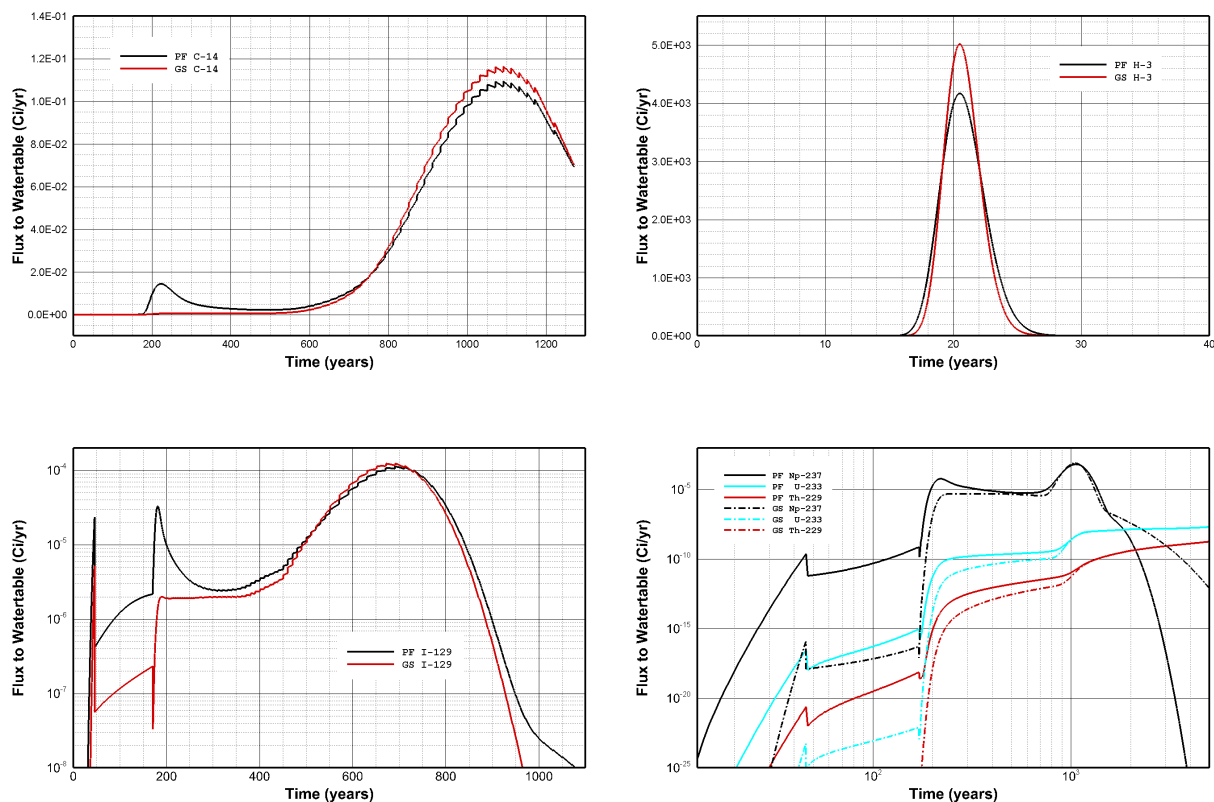 1.4E-01
1.2E-01
1.0E-01
8.0E-02
6.0E-02
4.0E-02
2.0E-02
0.0E+00
Flux to Watertable (Ci/yr)
PF C-14
GS C-14
0 200 400 600 800 1000 1200
Time (years)
5.0E+03
4.0E+03
3.0E+03
2.0E+03
1.0E+03
0.0E+00
Flux to Watertable (Ci/yr)
PF H-3
GS H-3
0 10 20 30 40
Time (years)
10-4
10-5
10-6
10-7
10-8
Flux to Watertable (Ci/yr)
PF I-129
GS I-129
0 200 400 600 800 1000
Time (years)
10-5
10-10
10-15
10-20
10-25
Flux to Watertable (Ci/yr)
PF Np-237
PF U-233
PF Th-229
GS Np-237
GS U-233
GS Th-229
102 103
Time (years)